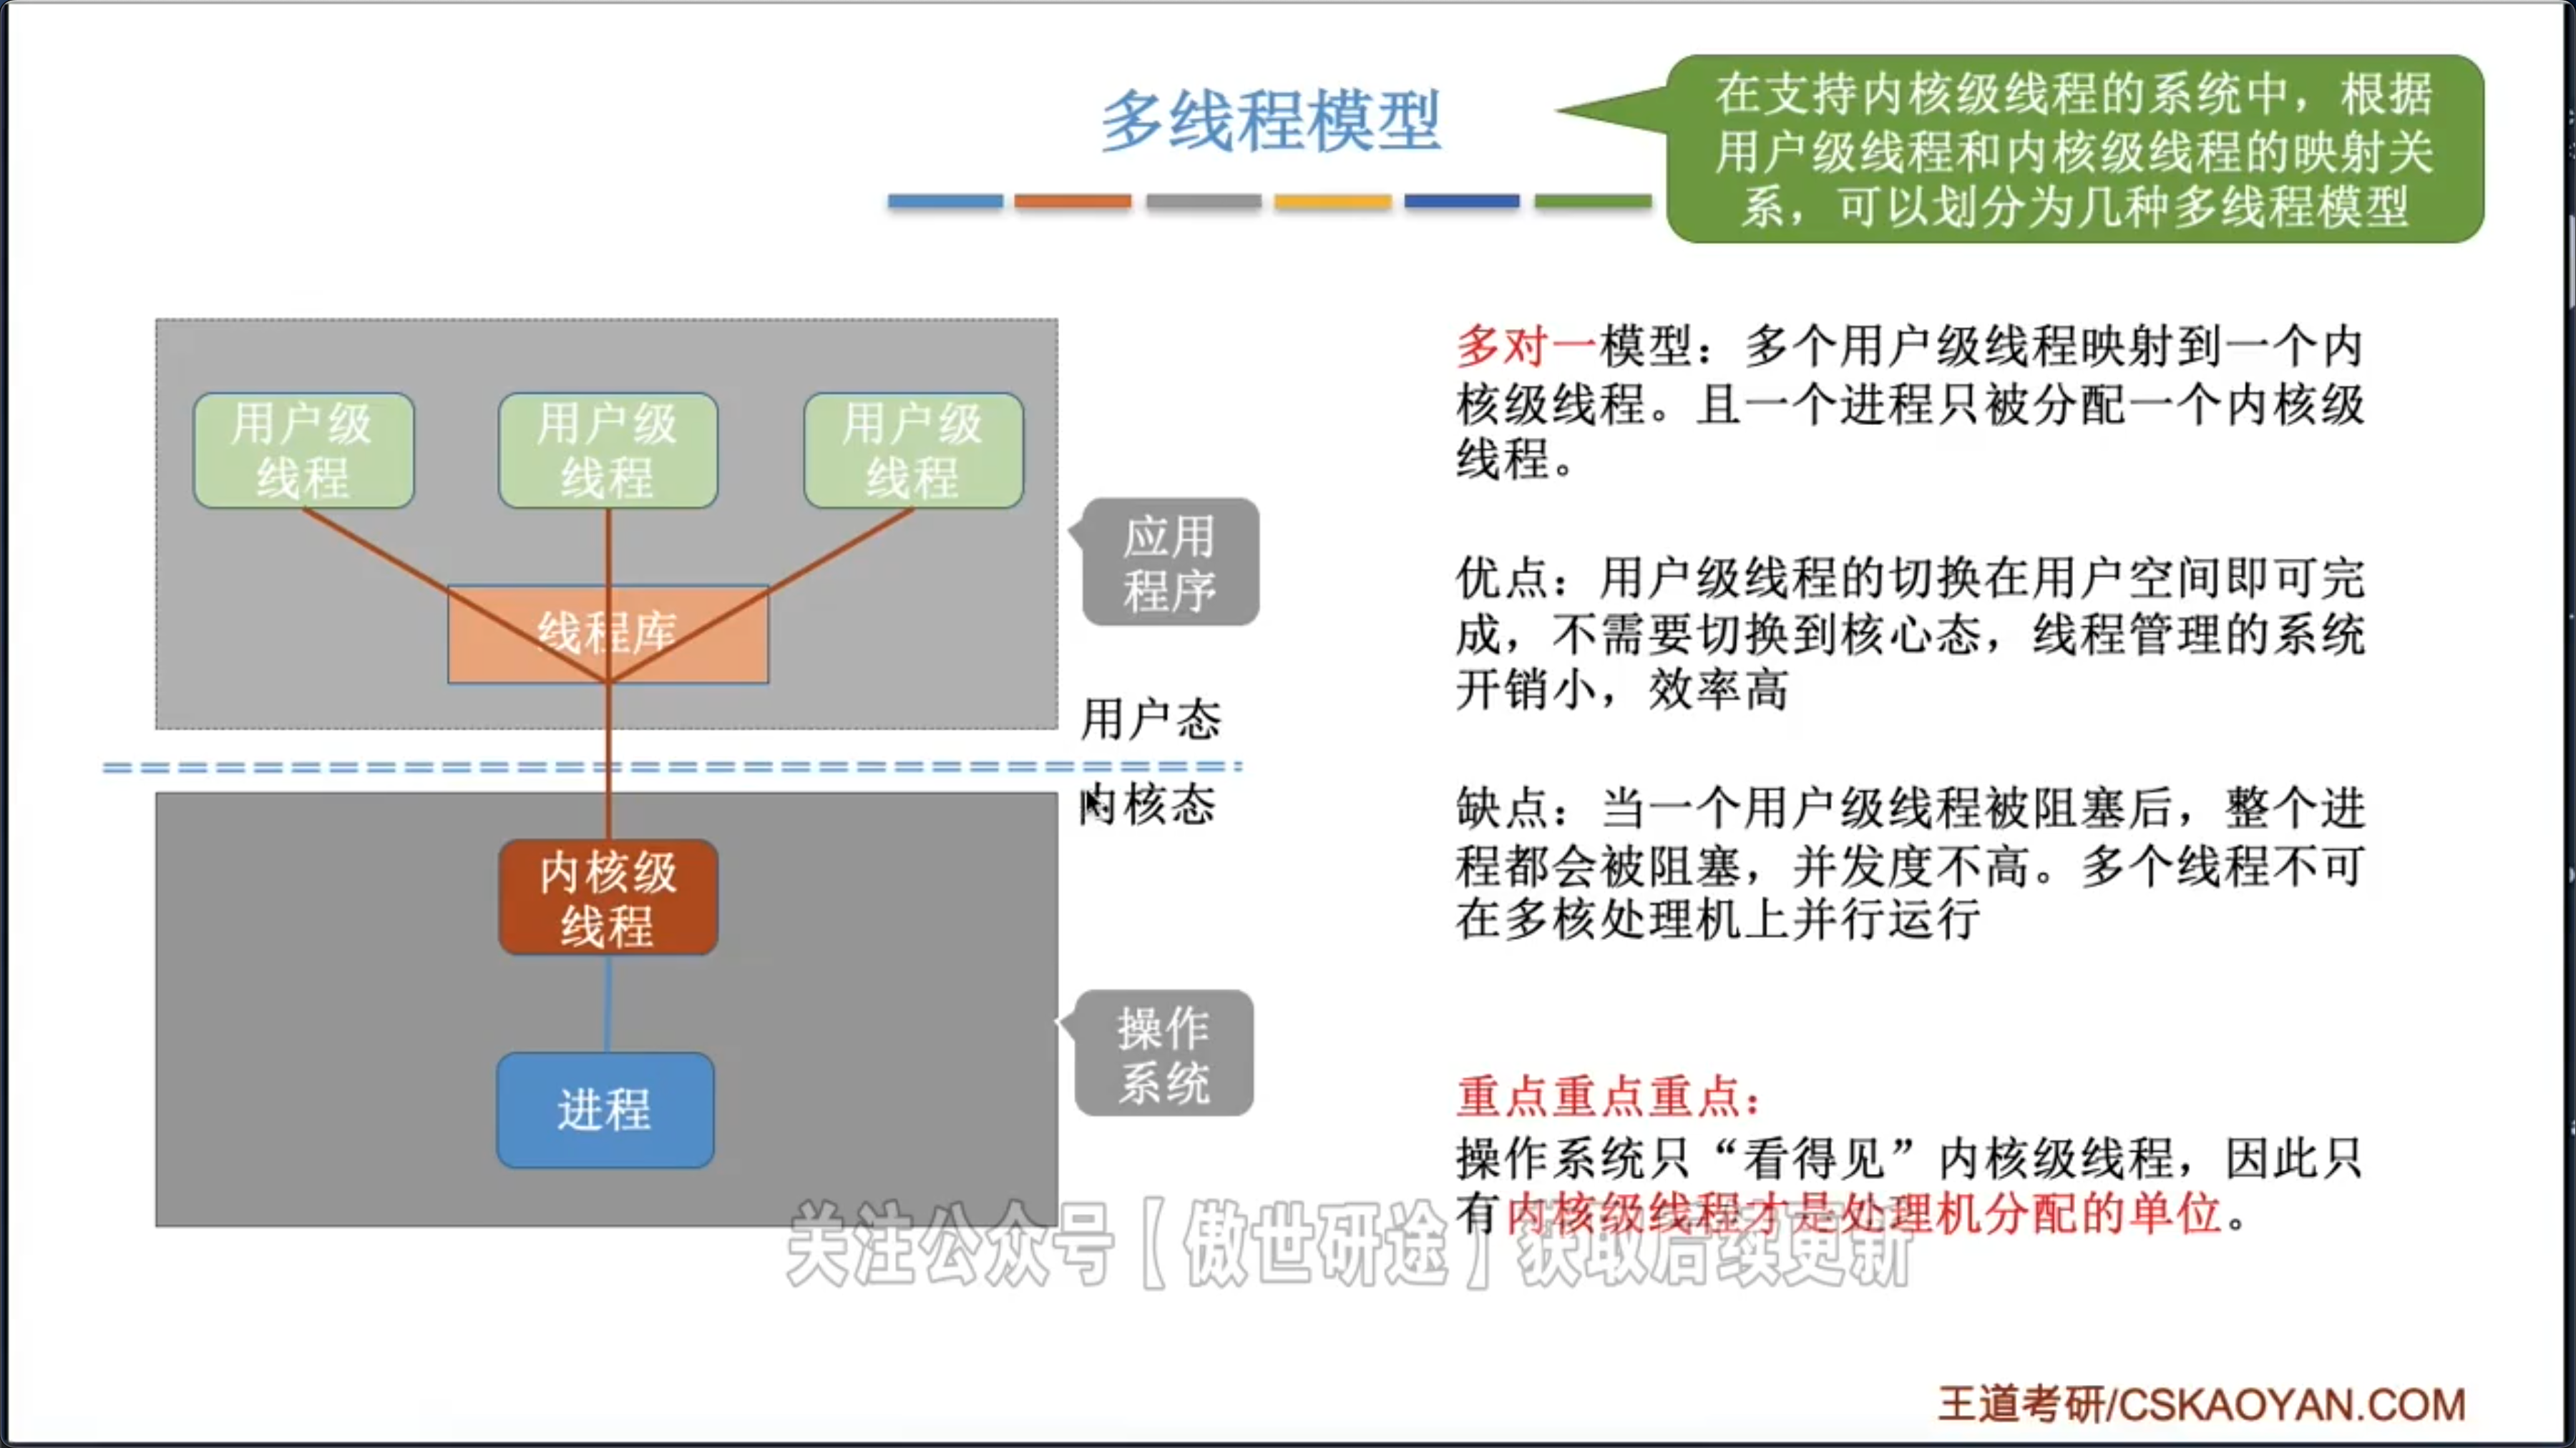 多线程模型
在支持内核级线程的系统中，根据
用户级线程和内核级线程的映射关
系，可以划分为几种多线程模型
用户级
线程
用户级
线程
用户级
线程
线程库
应用
程序
用户态
内核态
内核级
线程
进程
操作
系统
多对一模型：多个用户级线程映射到一个内
核级线程。且一个进程只被分配一个内核级
线程。
优点：用户级线程的切换在用户空间即可完
成，不需要切换到核心态，线程管理的系统
开销小，效率高
缺点：当一个用户级线程被阻塞后，整个进
程都会被阻塞，并发度不高。多个线程不可
在多核处理机上并行运行
重点重点重点：
操作系统只“看得见”内核级线程，因此只
有内核级线程才是处理机分配的单位。
关注公众号【傲世研途】获取后续更新
王道考研/CSKAOYAN.COM